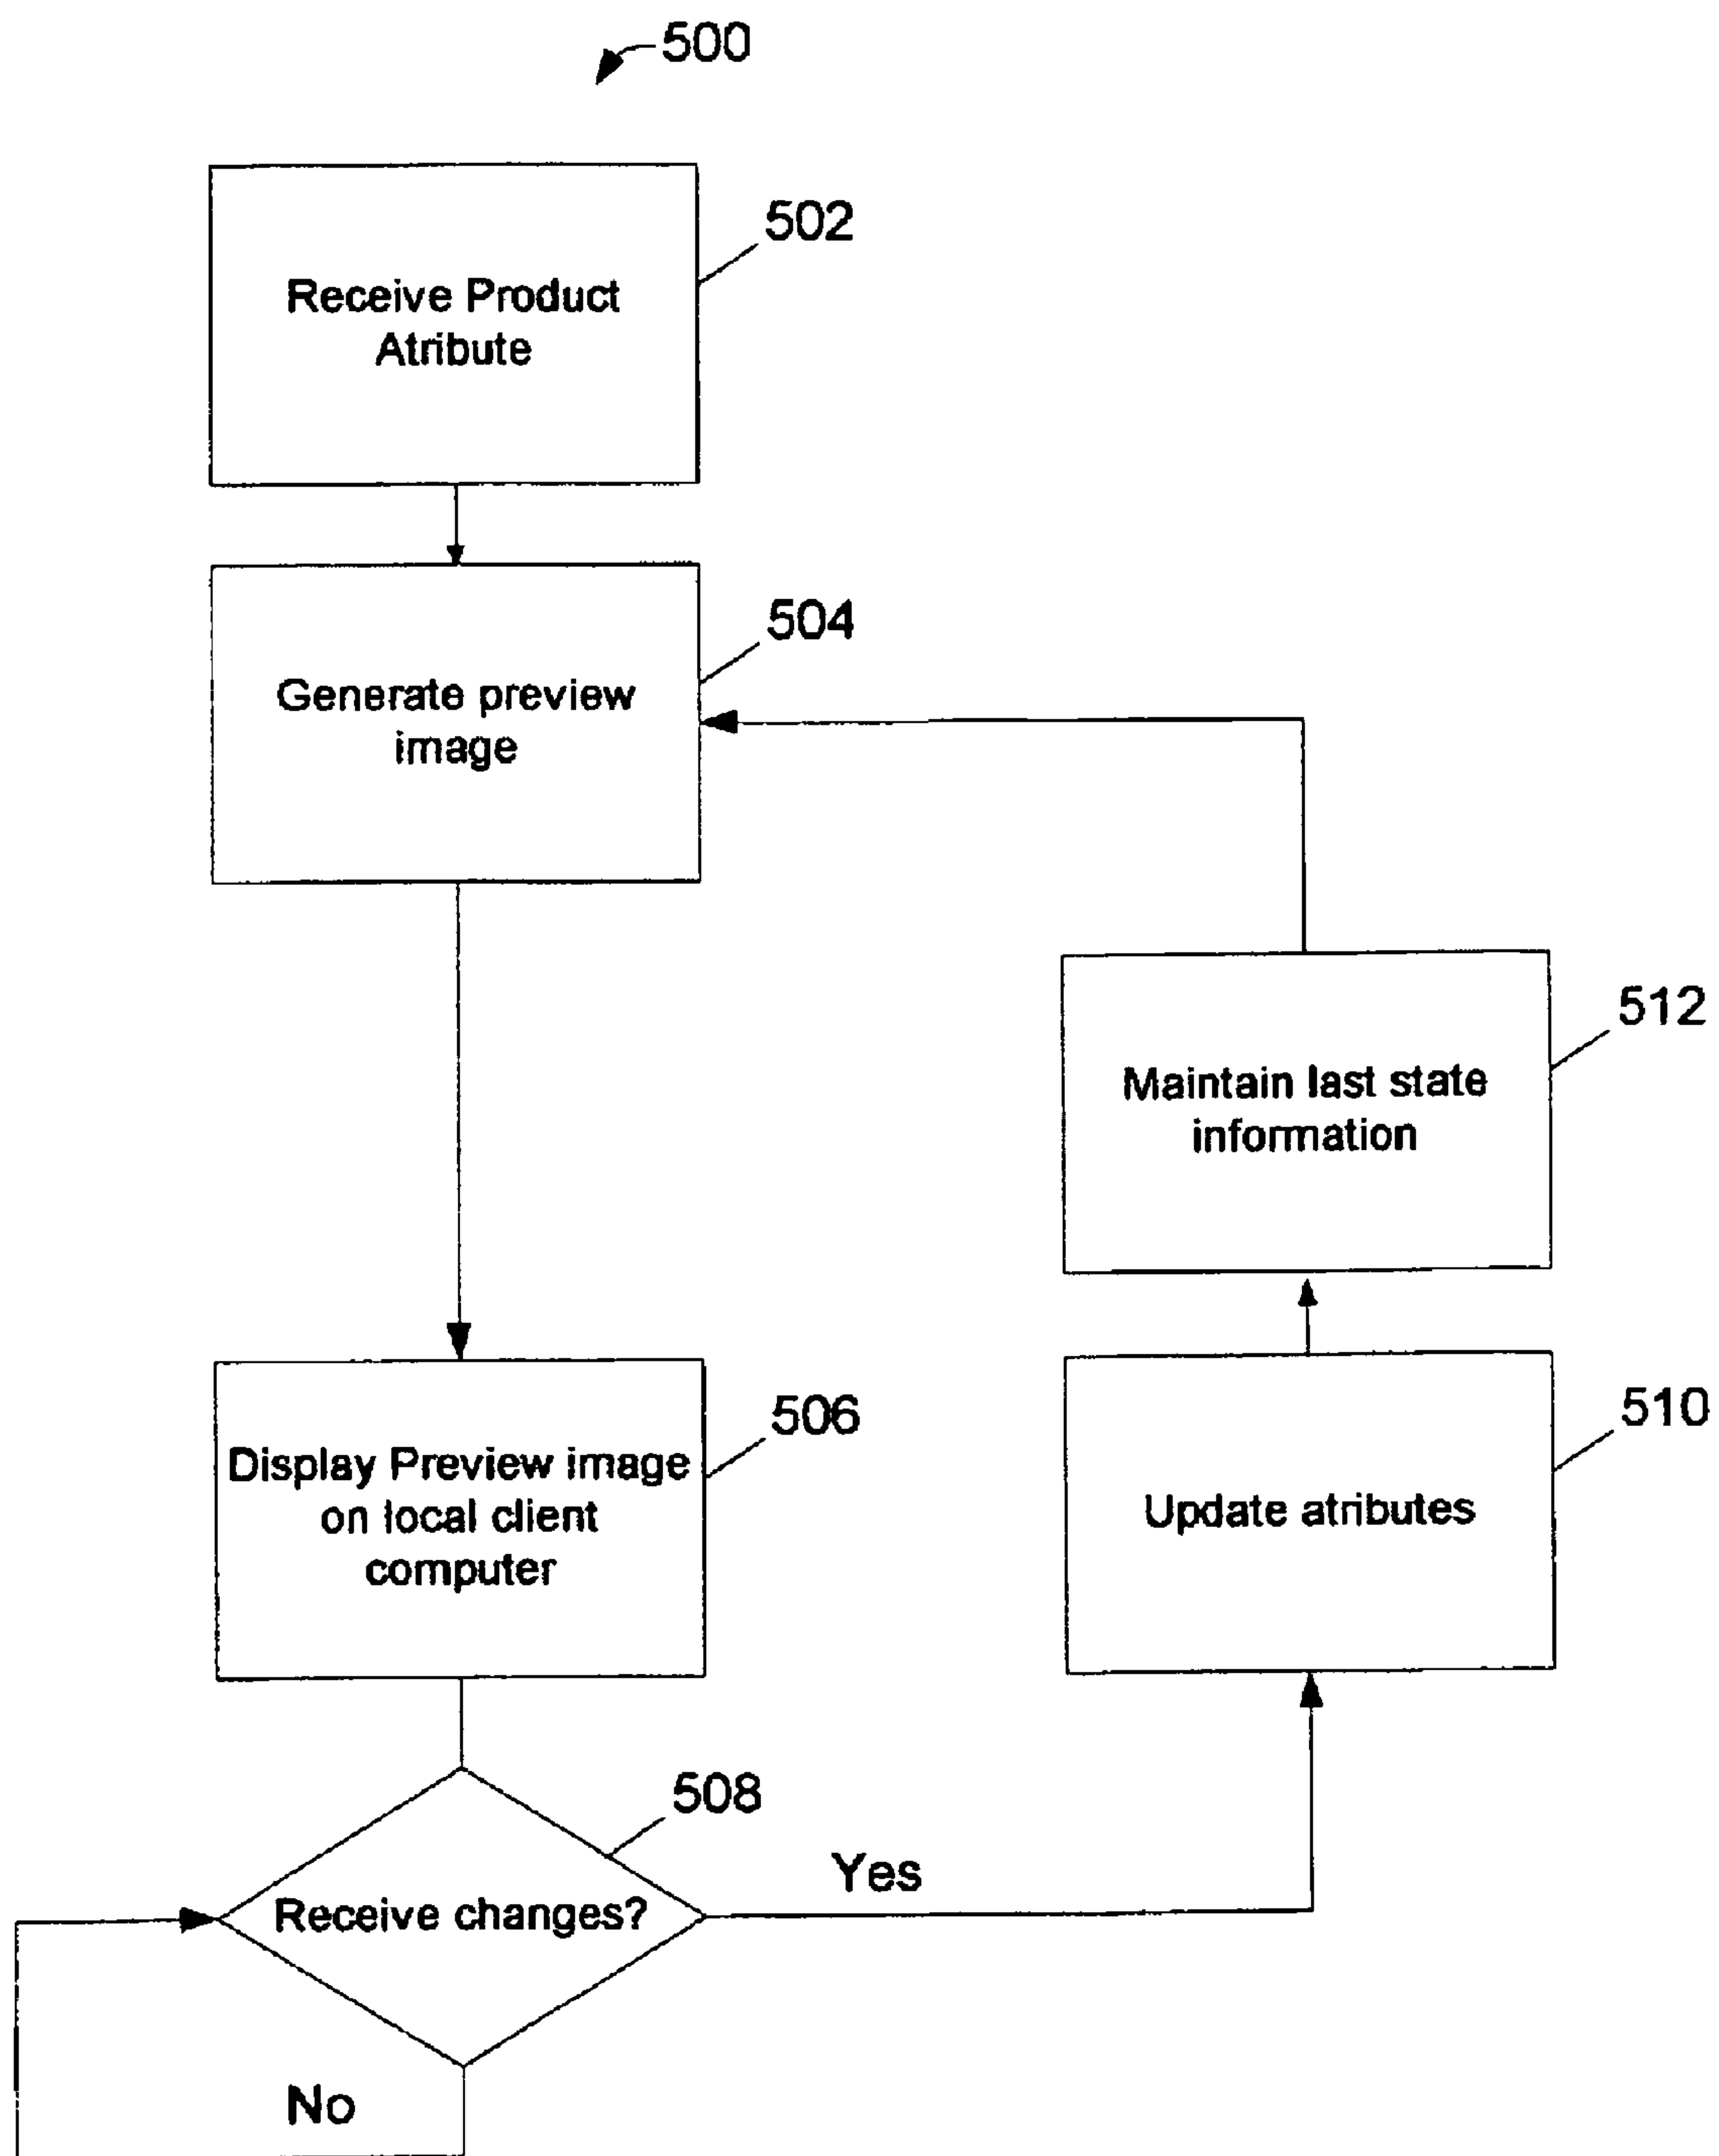 500
502
Receive Product
Atribute
504
Generate preview
image
512
Maintain last state
information
506
Display Preview image
on local client
computer
510
Update atributes
508
Receive changes?
Yes
No